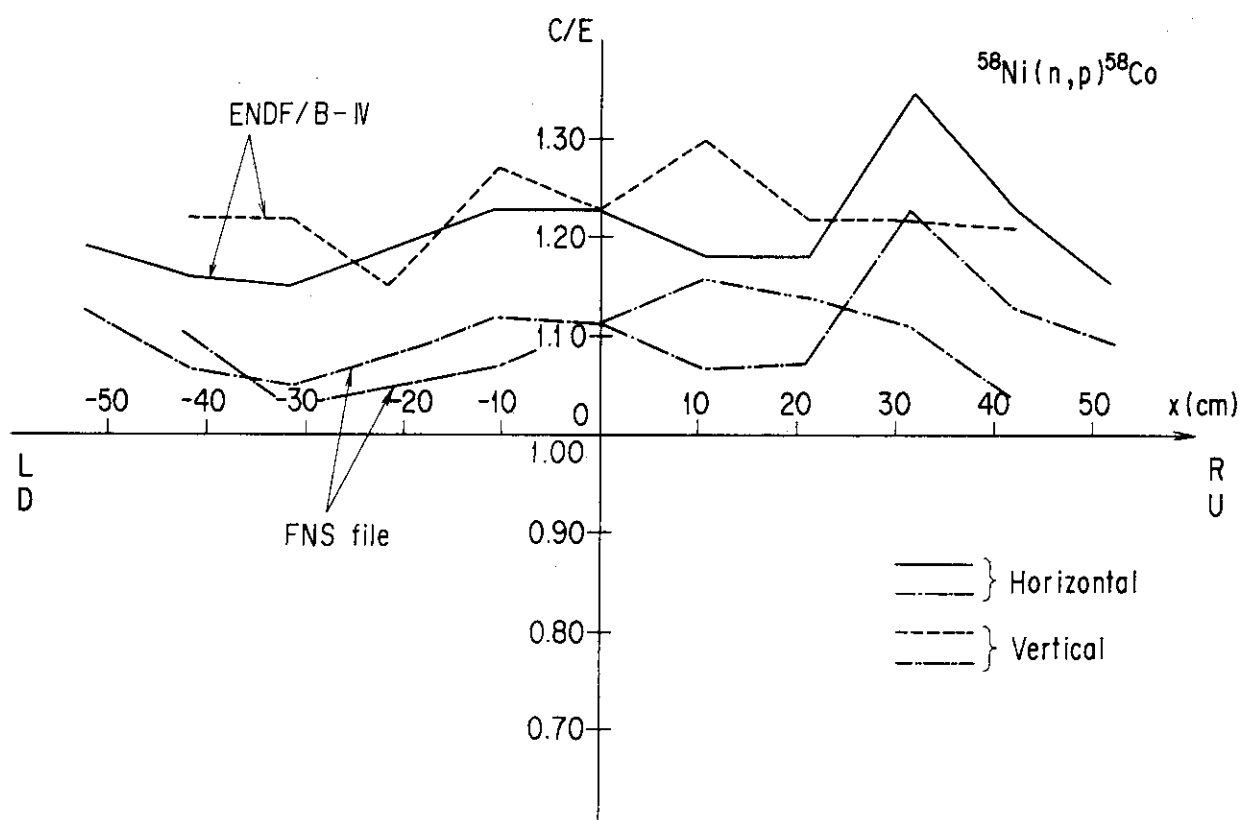 C/E
⁵⁸Ni(n,p)⁵⁸Co
ENDF/B-IV
1.30
1.20
1.10
-50 -40 -30 -20 -10 0 10 20 30 40 50 x(cm)
1.00
L
D
R
U
0.90
FNS file
Horizontal
0.80
Vertical
0.70